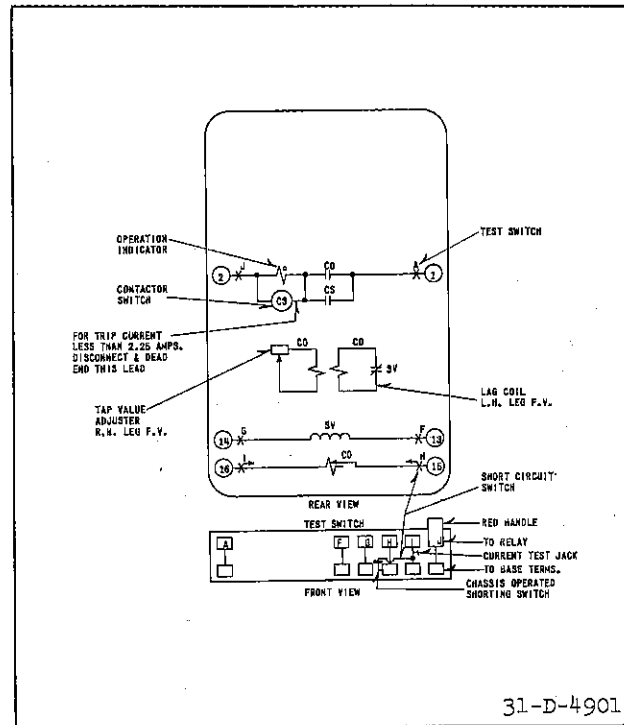 OPERATION
INDICATOR
TEST SWITCH
J
CO
A
2
1
CS
CS
CONTACTOR
SWITCH
FOR TRIP CURRENT
LESS THAN 2.25 AMPS.
DISCONNECT & DEAD
END THIS LEAD
CO
CO
SV
TAP VALUE
ADJUSTER
R.H. LEG F.V.
LAG COIL
L.H. LEG F.V.
14
G
SV
F
13
16
I
CO
H
15
SHORT CIRCUIT
SWITCH
REAR VIEW
TEST SWITCH
RED HANDLE
A
F
G
H
I
J
TO RELAY
CURRENT TEST JACK
TO BASE TERMS.
CHASSIS OPERATED
SHORTING SWITCH
FRONT VIEW
31-D-4901